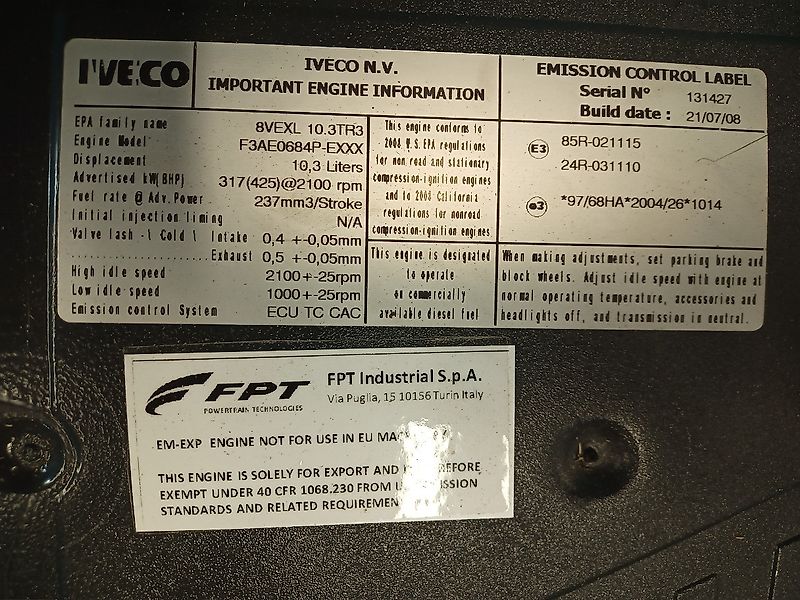 IVECO
IVECO N.V.
IMPORTANT ENGINE INFORMATION
EMISSION CONTROL LABEL
Serial N° 131427
Build date : 21/07/08
EPA family name 8VEXL 10.3TR3
Engine Model F3AE0684P-EXXX
Displacement 10,3 Liters
Advertised kW(BHP) 317(425)@2100 rpm
Fuel rate @ Adv. Power 237mm3/Stroke
Initial injection timing N/A
Valve lash -\ Cold \ Intake 0,4 +-0,05mm
Exhaust 0,5 +-0,05mm
High idle speed 2100+-25rpm
Low idle speed 1000+-25rpm
Emission control System ECU TC CAC
This engine conforms to
2008 U.S. EPA regulations
for non road and stationary
compression-ignition engines
and to 2008 California
regulations for nonroad
compression-ignition engines
This engine is designated
to operate
on commercially
available diesel fuel
E3 85R-021115
24R-031110
e3 *97/68HA*2004/26*1014
When making adjustments, set parking brake and
block wheels. Adjust idle speed with engine at
normal operating temperature, accessories and
headlights off, and transmission in neutral.
FPT
POWERTRAIN TECHNOLOGIES
FPT Industrial S.p.A.
Via Puglia, 15 10156 Turin Italy
EM-EXP ENGINE NOT FOR USE IN EU
THIS ENGINE IS SOLELY FOR EXPORT AND
EXEMPT UNDER 40 CFR 1068.230 FROM
STANDARDS AND RELATED